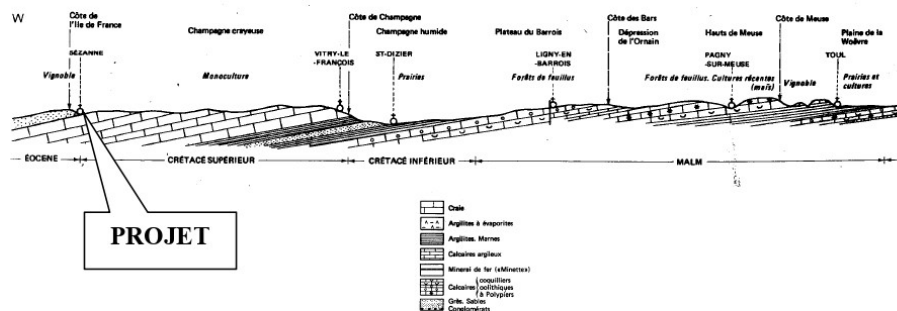 W
Côte de
l'Ile de France
Côte de Champagne
Côte des Bars
Côte de
Meuse
Champagne crayeuse
Champagne humide
Plateau du Barrois
Dépression
de l'Ornain
Hauts de Meuse
Plaine de la
Woëvre
SÉZANNE
VITRY-LE
-FRANÇOIS
ST-DIZIER
LIGNY-EN
-BARROIS
PAGNY
-SUR-MEUSE
TOUL
Vignoble
Monoculture
Prairies
Forêts de feuillus
Forêts de feuillus. Cultures récentes
(maïs)
Vignoble
Prairies et
cultures
ÉOCENE
CRÉTACÉ SUPÉRIEUR
CRÉTACÉ INFÉRIEUR
MALM
PROJET
Craie
Argilites à évaporites
Argilites. Marnes
Calcaires argileux
Minerai de fer («Minette»)
Calcaires
coquilliers
oolithiques
à Polypiers
Grès. Sables
Conglomérats